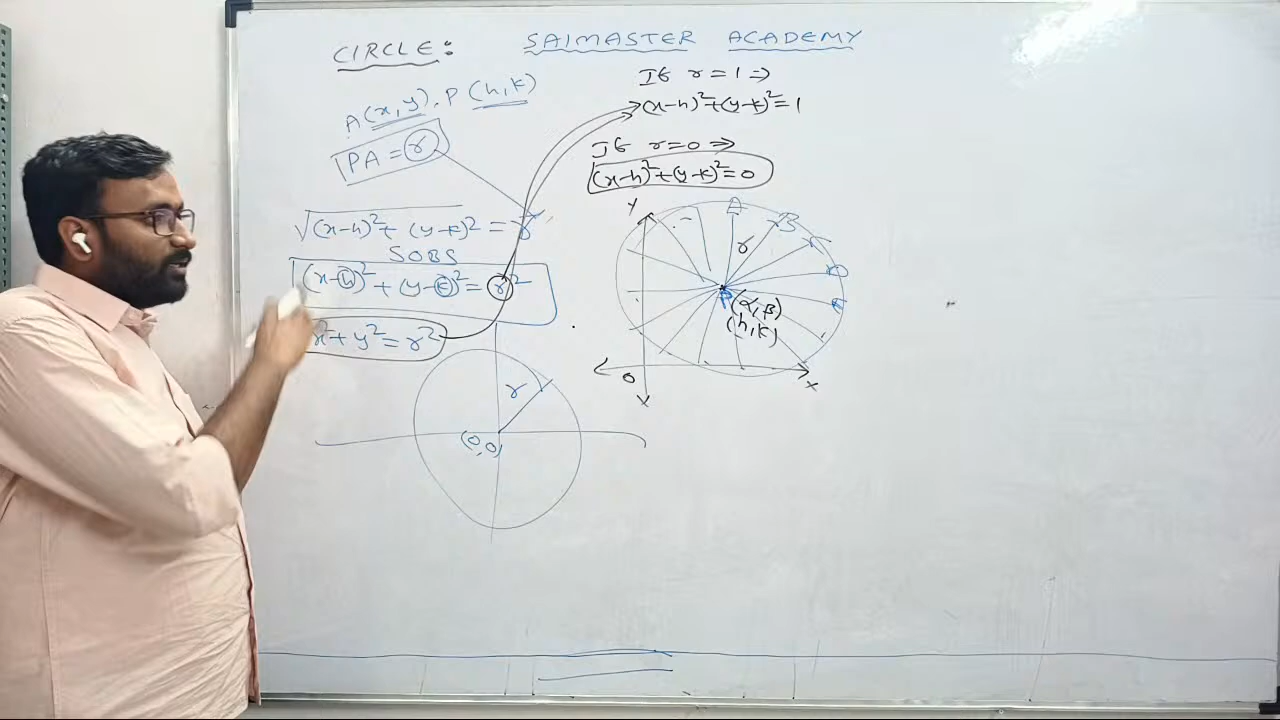 CIRCLE: SAIMASTER ACADEMY
A(x,y), P(h,k)
PA = r
√(x-h)²+(y-k)² = r
SOBS
(x-h)²+(y-k)²=r²
x²+y²=r²
r
(0,0)
If r=1 ⇒
(x-h)²+(y-k)²=1
If r=0 ⇒
(x-h)²+(y-k)²=0
Y
A
B
r
D
P
E
(α,β)
(h,k)
O
X